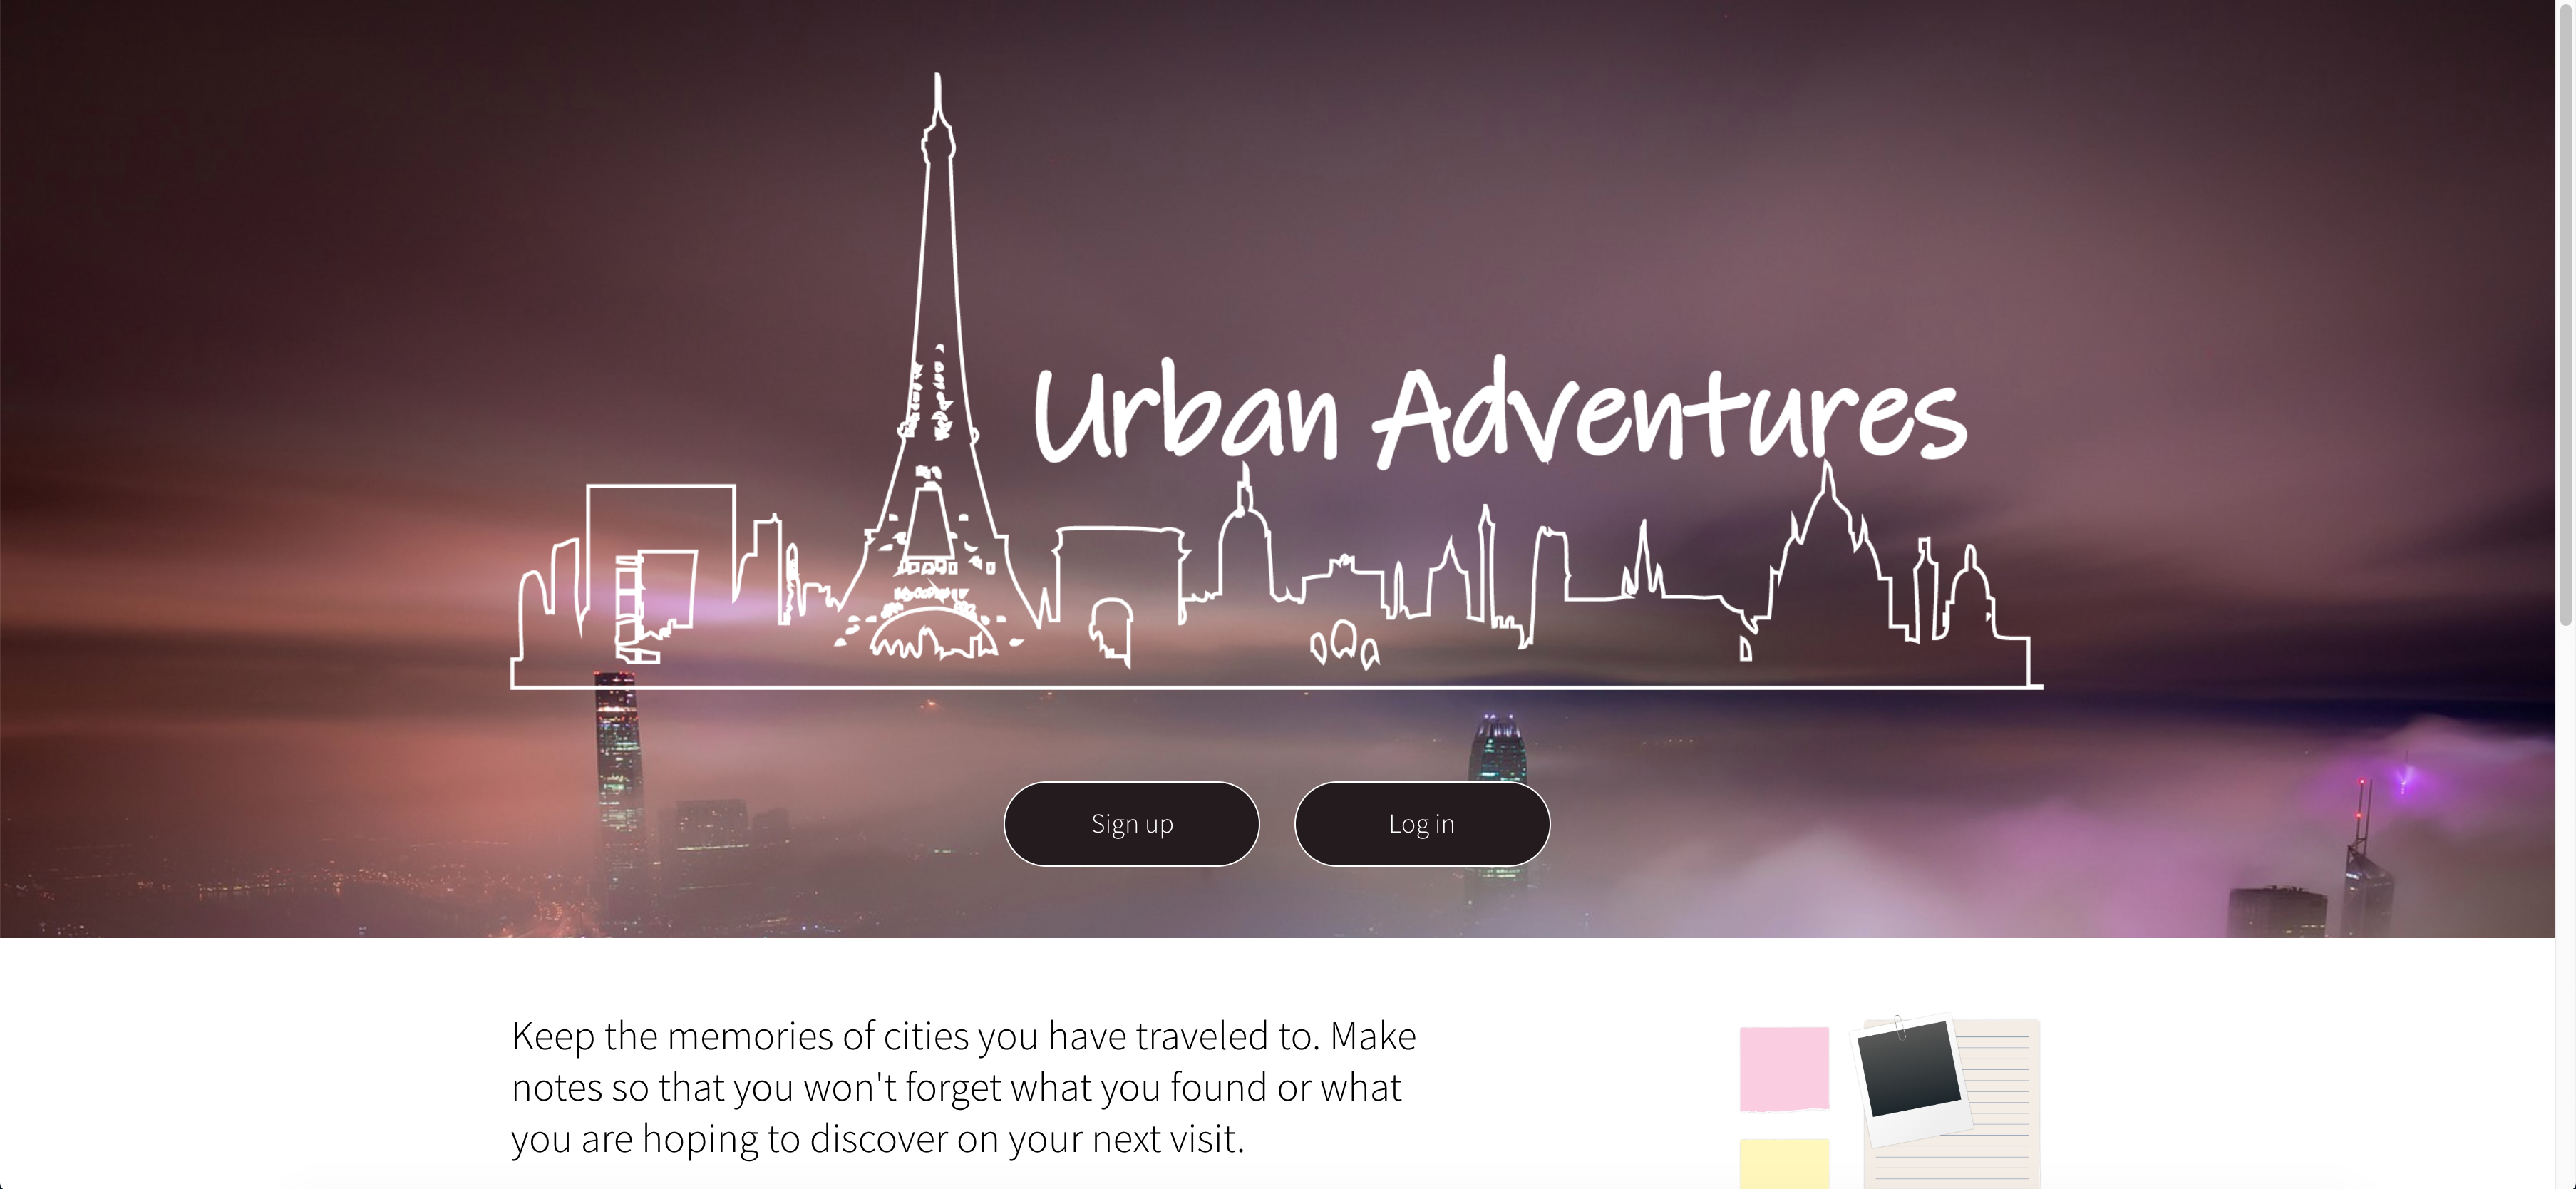 Urban Adventures
Sign up
Log in
Keep the memories of cities you have traveled to. Make
notes so that you won't forget what you found or what
you are hoping to discover on your next visit.